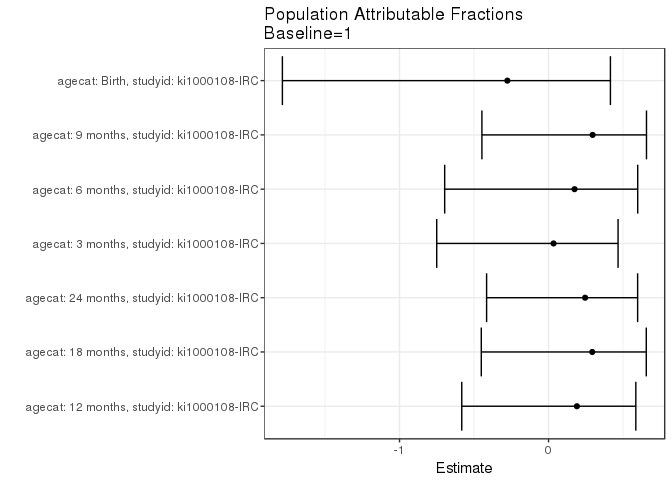 Population Attributable Fractions
Baseline=1
agecat: Birth, studyid: ki1000108-IRC
agecat: 9 months, studyid: ki1000108-IRC
agecat: 6 months, studyid: ki1000108-IRC
agecat: 3 months, studyid: ki1000108-IRC
agecat: 24 months, studyid: ki1000108-IRC
agecat: 18 months, studyid: ki1000108-IRC
agecat: 12 months, studyid: ki1000108-IRC
-1 0
Estimate